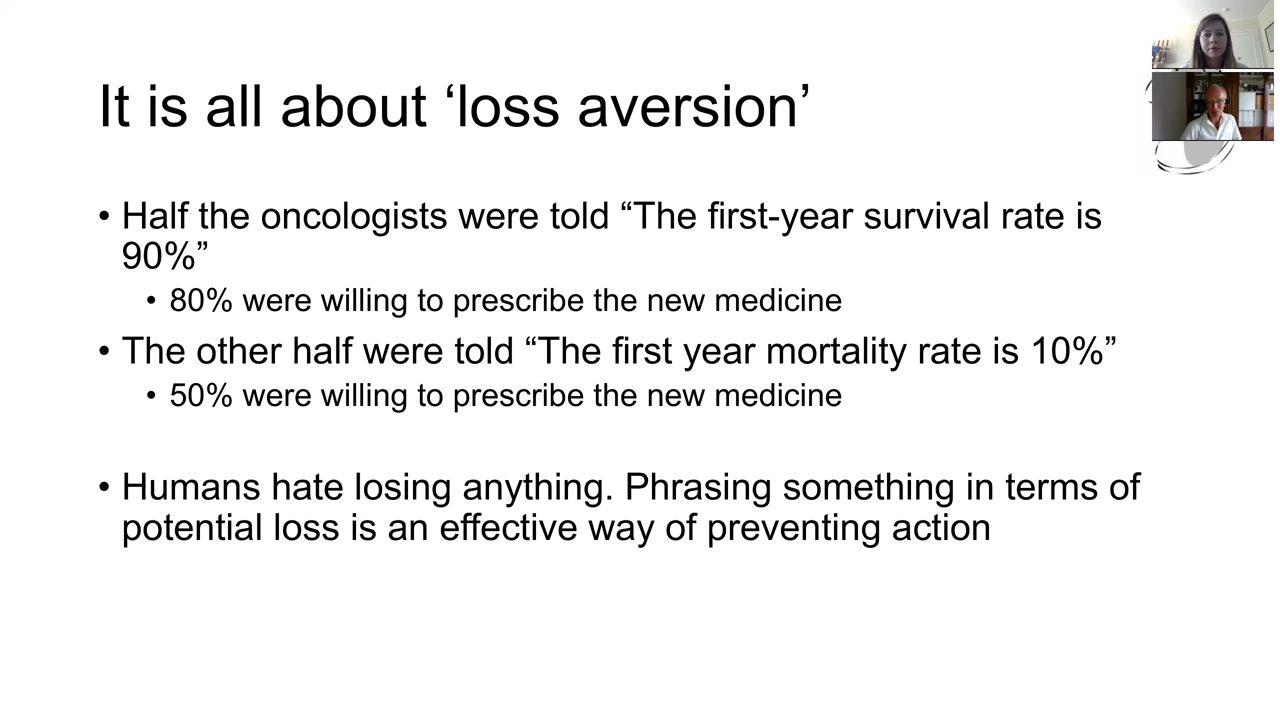 It is all about ‘loss aversion’
• Half the oncologists were told “The first-year survival rate is
90%”
• 80% were willing to prescribe the new medicine
• The other half were told “The first year mortality rate is 10%”
• 50% were willing to prescribe the new medicine
• Humans hate losing anything. Phrasing something in terms of
potential loss is an effective way of preventing action